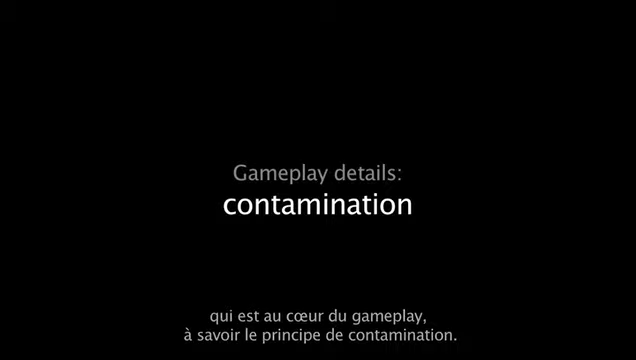 Gameplay details:
contamination
qui est au cœur du gameplay,
à savoir le principe de contamination.